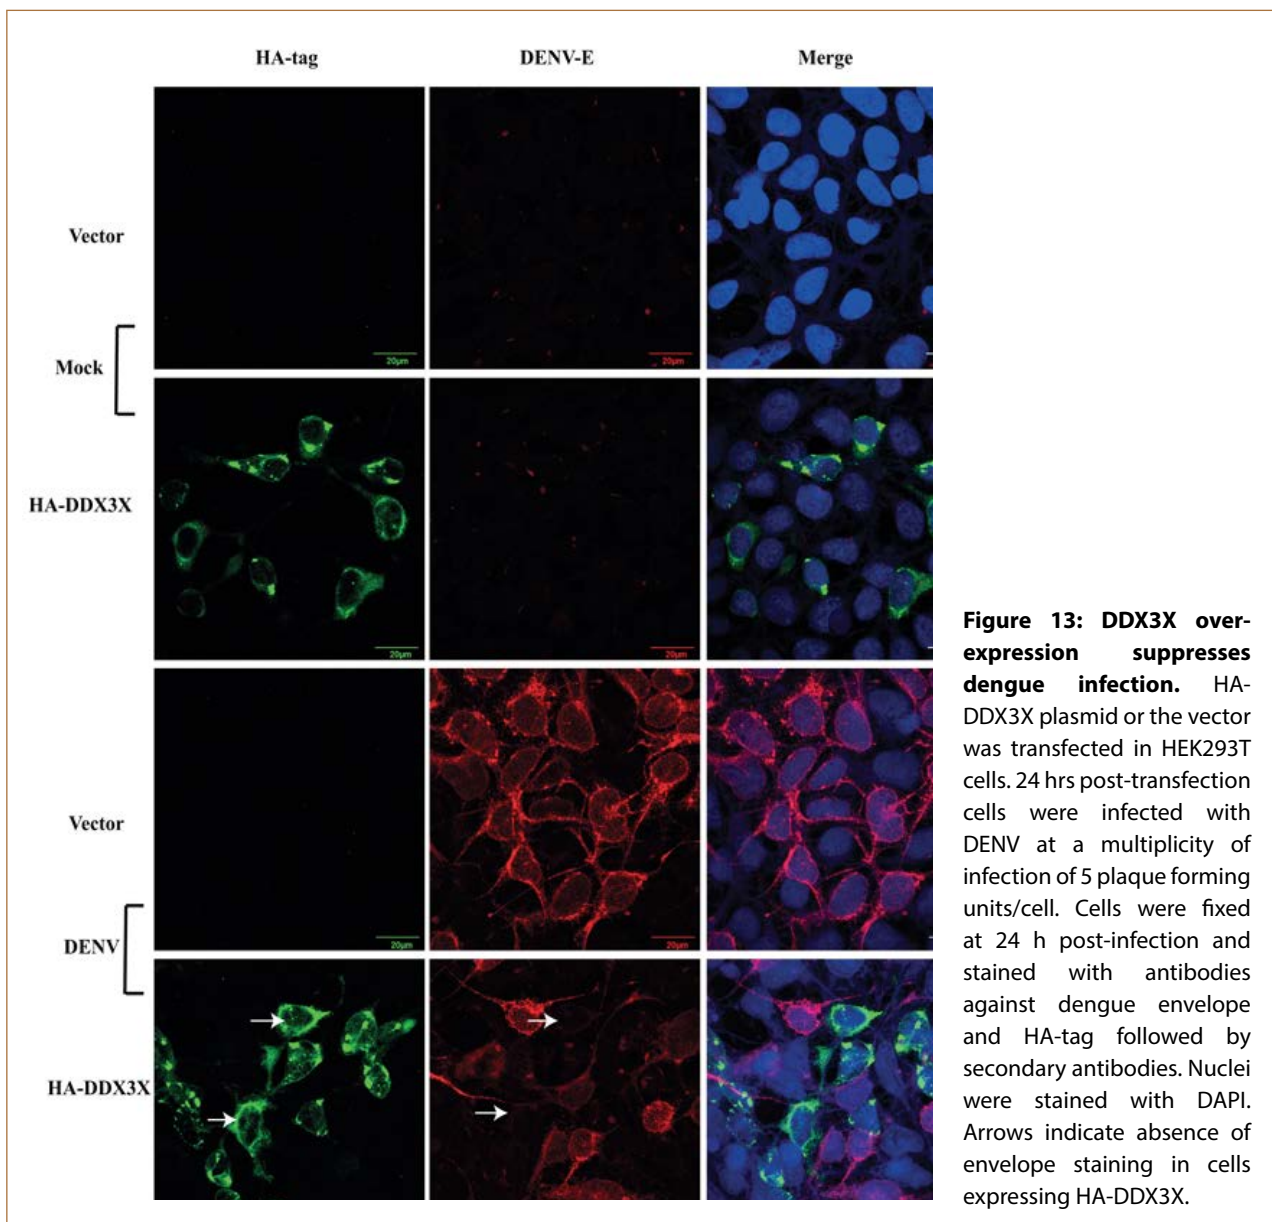 HA-tag DENV-E Merge
Vector
20µm 20µm
Mock
HA-DDX3X
20µm 20µm
Vector
20µm 20µm
DENV
HA-DDX3X
Figure 13: DDX3X over-
expression suppresses
dengue infection. HA-
DDX3X plasmid or the vector
was transfected in HEK293T
cells. 24 hrs post-transfection
cells were infected with
DENV at a multiplicity of
infection of 5 plaque forming
units/cell. Cells were fixed
at 24 h post-infection and
stained with antibodies
against dengue envelope
and HA-tag followed by
secondary antibodies. Nuclei
were stained with DAPI.
Arrows indicate absence of
envelope staining in cells
expressing HA-DDX3X.